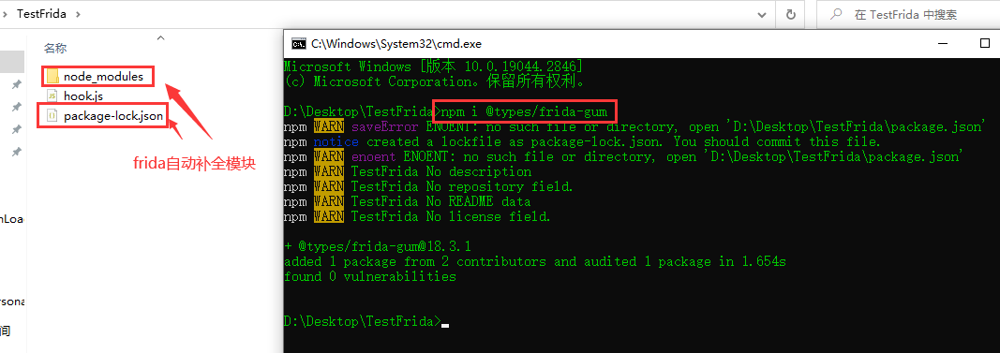 TestFrida
在 TestFrida 中搜索
名称
node_modules
hook.js
package-lock.json
frida自动补全模块
nLoa
ersona
间
C:\Windows\System32\cmd.exe
Microsoft Windows [版本 10.0.19044.2846]
(c) Microsoft Corporation。保留所有权利。
D:\Desktop\TestFrida>npm i @types/frida-gum
npm WARN saveError ENOENT: no such file or directory, open 'D:\Desktop\TestFrida\package.json'
npm notice created a lockfile as package-lock.json. You should commit this file.
npm WARN enoent ENOENT: no such file or directory, open 'D:\Desktop\TestFrida\package.json'
npm WARN TestFrida No description
npm WARN TestFrida No repository field.
npm WARN TestFrida No README data
npm WARN TestFrida No license field.
+ @types/frida-gum@18.3.1
added 1 package from 2 contributors and audited 1 package in 1.654s
found 0 vulnerabilities
D:\Desktop\TestFrida>